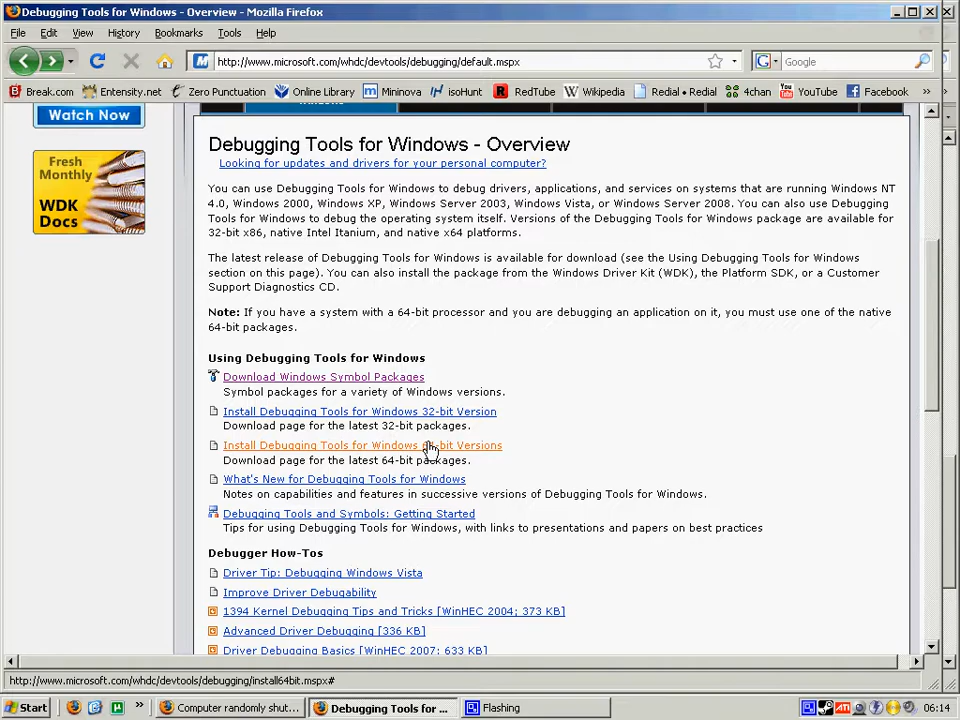 Debugging Tools for Windows - Overview - Mozilla Firefox
File Edit View History Bookmarks Tools Help
http://www.microsoft.com/whdc/devtools/debugging/default.mspx
Google
Break.com Entensity.net Zero Punctuation Online Library Mininova isoHunt RedTube Wikipedia Redial • Redial 4chan YouTube Facebook »
Watch Now
Fresh
Monthly
WDK
Docs
Debugging Tools for Windows - Overview
Looking for updates and drivers for your personal computer?
You can use Debugging Tools for Windows to debug drivers, applications, and services on systems that are running Windows NT
4.0, Windows 2000, Windows XP, Windows Server 2003, Windows Vista, or Windows Server 2008. You can also use Debugging
Tools for Windows to debug the operating system itself. Versions of the Debugging Tools for Windows package are available for
32-bit x86, native Intel Itanium, and native x64 platforms.
The latest release of Debugging Tools for Windows is available for download (see the Using Debugging Tools for Windows
section on this page). You can also install the package from the Windows Driver Kit (WDK), the Platform SDK, or a Customer
Support Diagnostics CD.
Note: If you have a system with a 64-bit processor and you are debugging an application on it, you must use one of the native
64-bit packages.
Using Debugging Tools for Windows
Download Windows Symbol Packages
Symbol packages for a variety of Windows versions.
Install Debugging Tools for Windows 32-bit Version
Download page for the latest 32-bit packages.
Install Debugging Tools for Windows Versions
Download page for the latest 64-bit packages.
What's New for Debugging Tools for Windows
Notes on capabilities and features in successive versions of Debugging Tools for Windows.
Debugging Tools and Symbols: Getting Started
Tips for using Debugging Tools for Windows, with links to presentations and papers on best practices
Debugger How-Tos
Driver Tip: Debugging Windows Vista
Improve Driver Debugability
1394 Kernel Debugging Tips and Tricks [WinHEC 2004; 373 KB]
Advanced Driver Debugging [336 KB]
Driver Debugging Basics [WinHEC 2007; 633 KB]
http://www.microsoft.com/whdc/devtools/debugging/install64bit.mspx#
Start » Computer randomly shut... Debugging Tools for ... Flashing 06:14